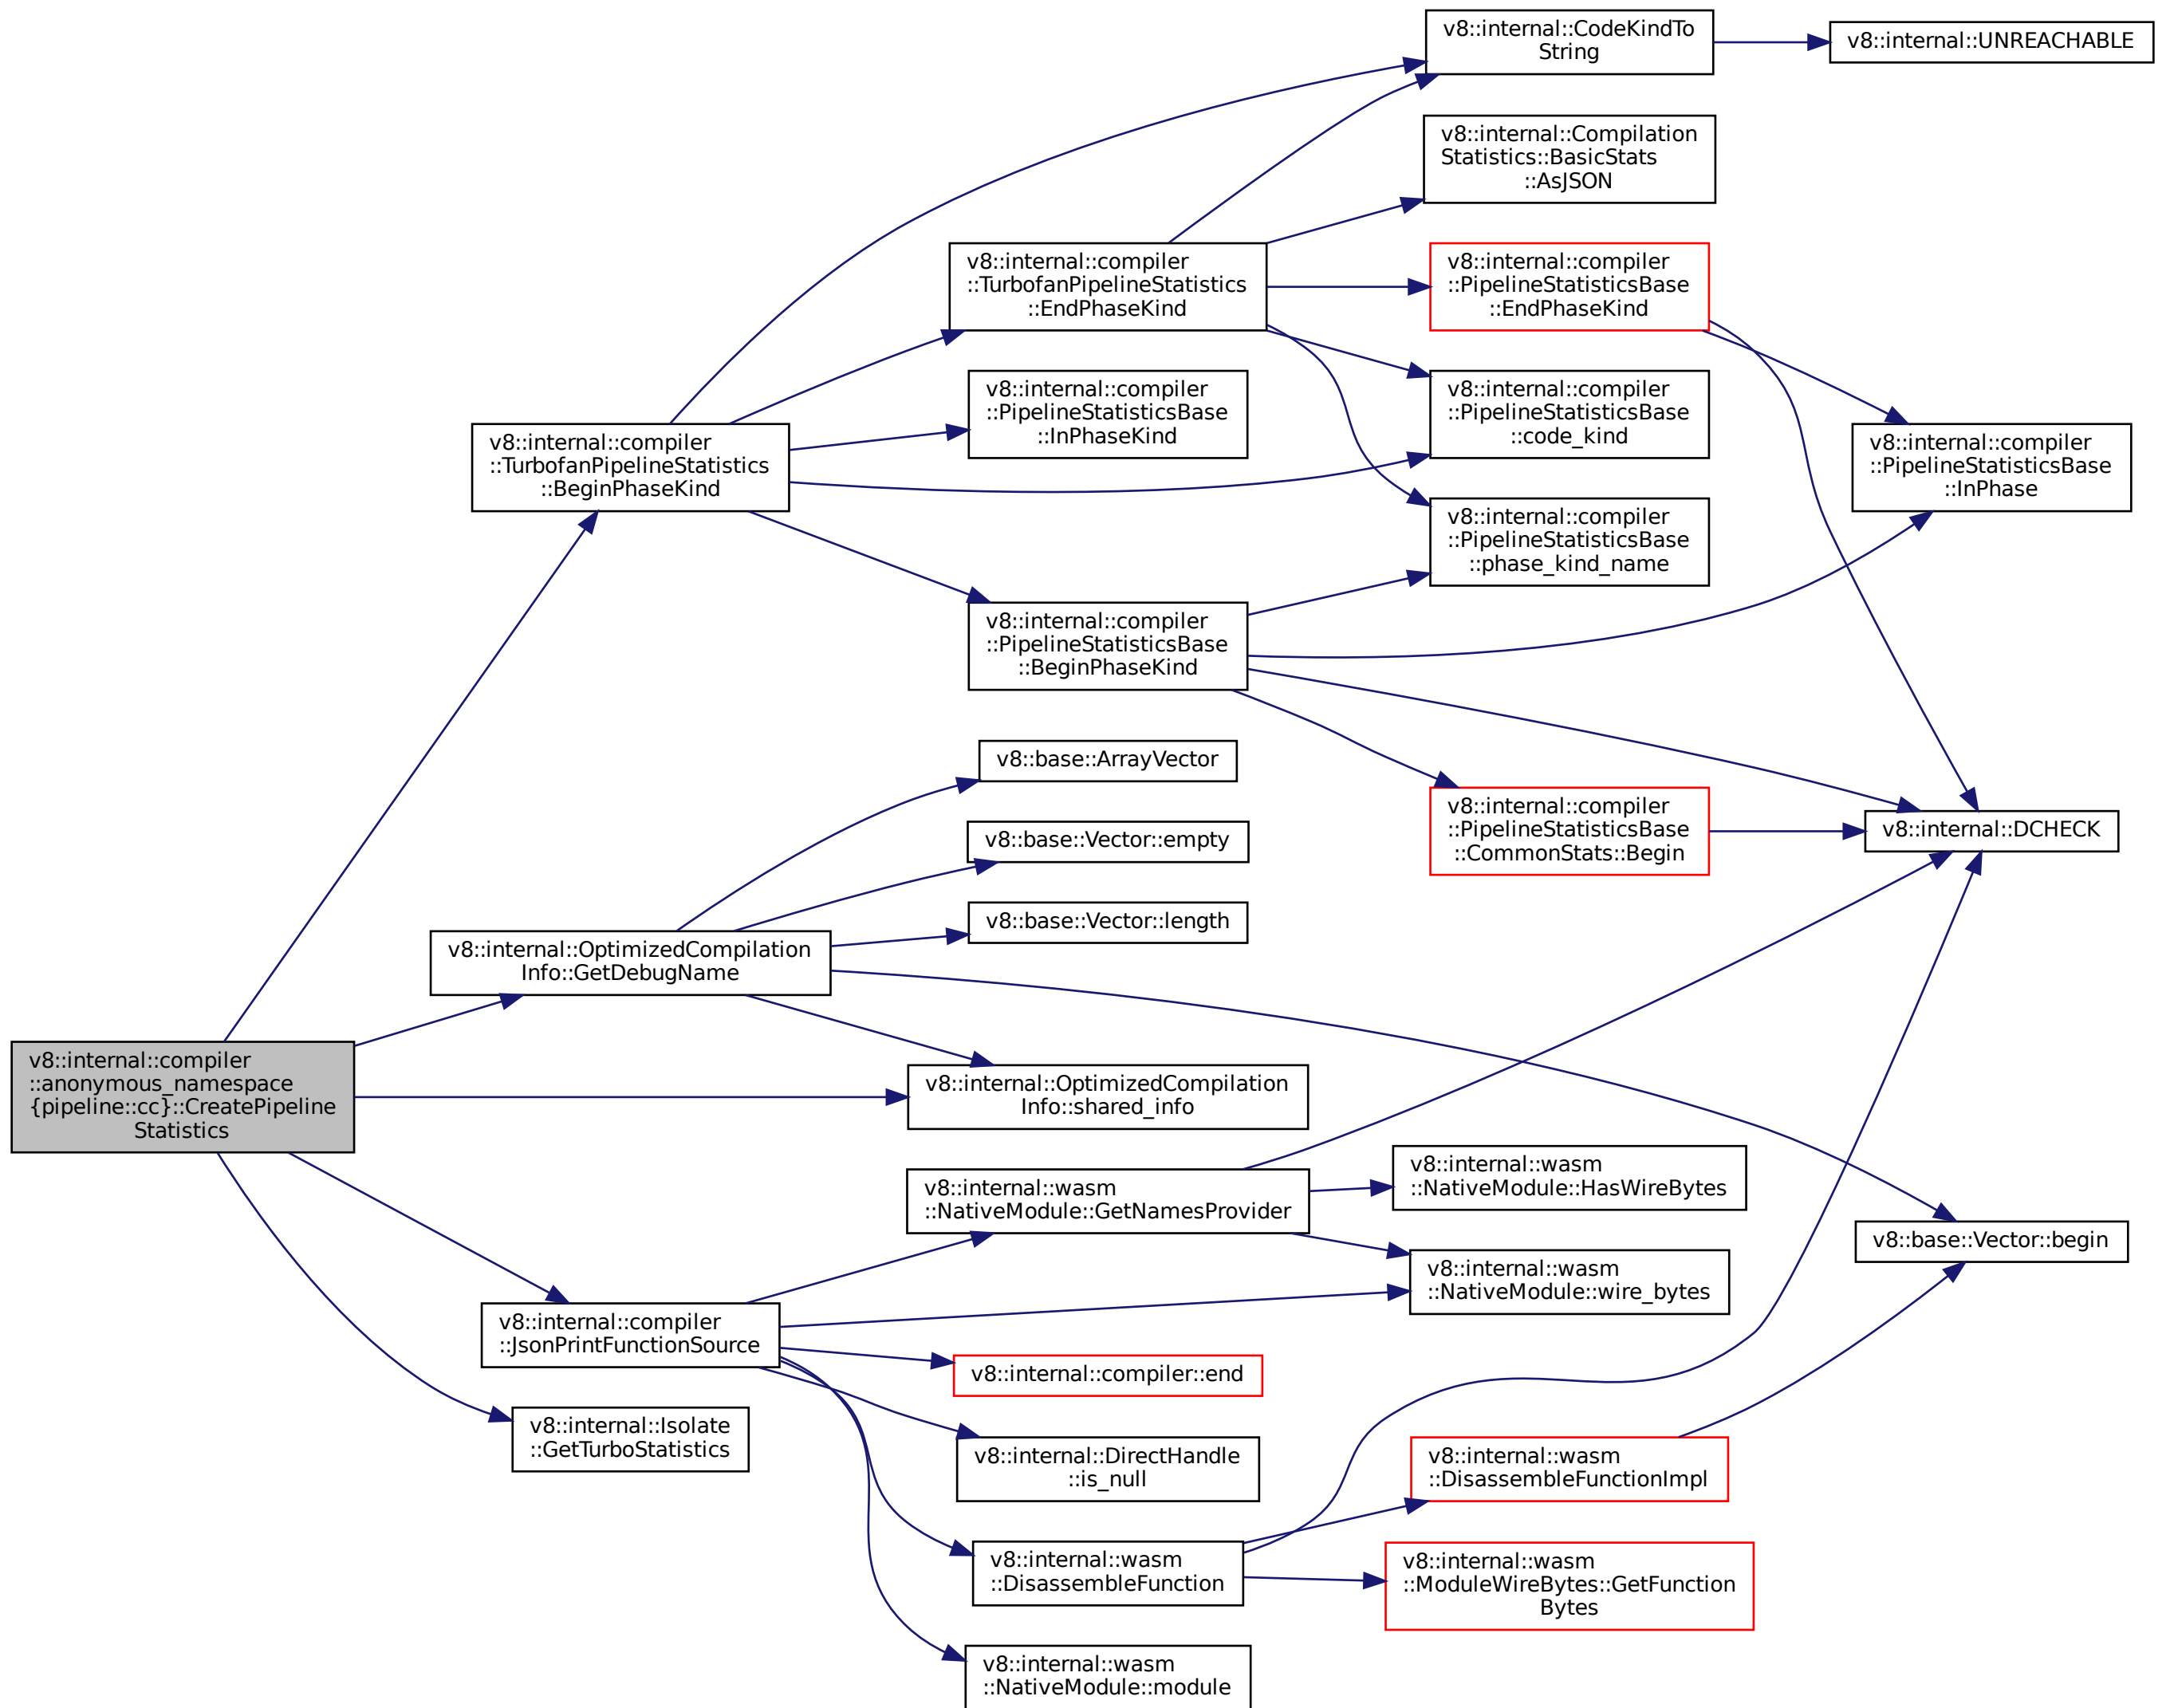 v8::internal::CodeKindTo
String
v8::internal::UNREACHABLE
v8::internal::Compilation
Statistics::BasicStats
::AsJSON
v8::internal::compiler
::TurbofanPipelineStatistics
::EndPhaseKind
v8::internal::compiler
::PipelineStatisticsBase
::EndPhaseKind
v8::internal::compiler
::PipelineStatisticsBase
::InPhaseKind
v8::internal::compiler
::PipelineStatisticsBase
::code_kind
v8::internal::compiler
::TurbofanPipelineStatistics
::BeginPhaseKind
v8::internal::compiler
::PipelineStatisticsBase
::InPhase
v8::internal::compiler
::PipelineStatisticsBase
::phase_kind_name
v8::internal::compiler
::PipelineStatisticsBase
::BeginPhaseKind
v8::base::ArrayVector
v8::internal::compiler
::PipelineStatisticsBase
::CommonStats::Begin
v8::internal::DCHECK
v8::base::Vector::empty
v8::base::Vector::length
v8::internal::OptimizedCompilation
Info::GetDebugName
v8::internal::compiler
::anonymous_namespace
{pipeline::cc}::CreatePipeline
Statistics
v8::internal::OptimizedCompilation
Info::shared_info
v8::internal::wasm
::NativeModule::GetNamesProvider
v8::internal::wasm
::NativeModule::HasWireBytes
v8::base::Vector::begin
v8::internal::wasm
::NativeModule::wire_bytes
v8::internal::compiler
::JsonPrintFunctionSource
v8::internal::compiler::end
v8::internal::Isolate
::GetTurboStatistics
v8::internal::DirectHandle
::is_null
v8::internal::wasm
::DisassembleFunctionImpl
v8::internal::wasm
::DisassembleFunction
v8::internal::wasm
::ModuleWireBytes::GetFunction
Bytes
v8::internal::wasm
::NativeModule::module